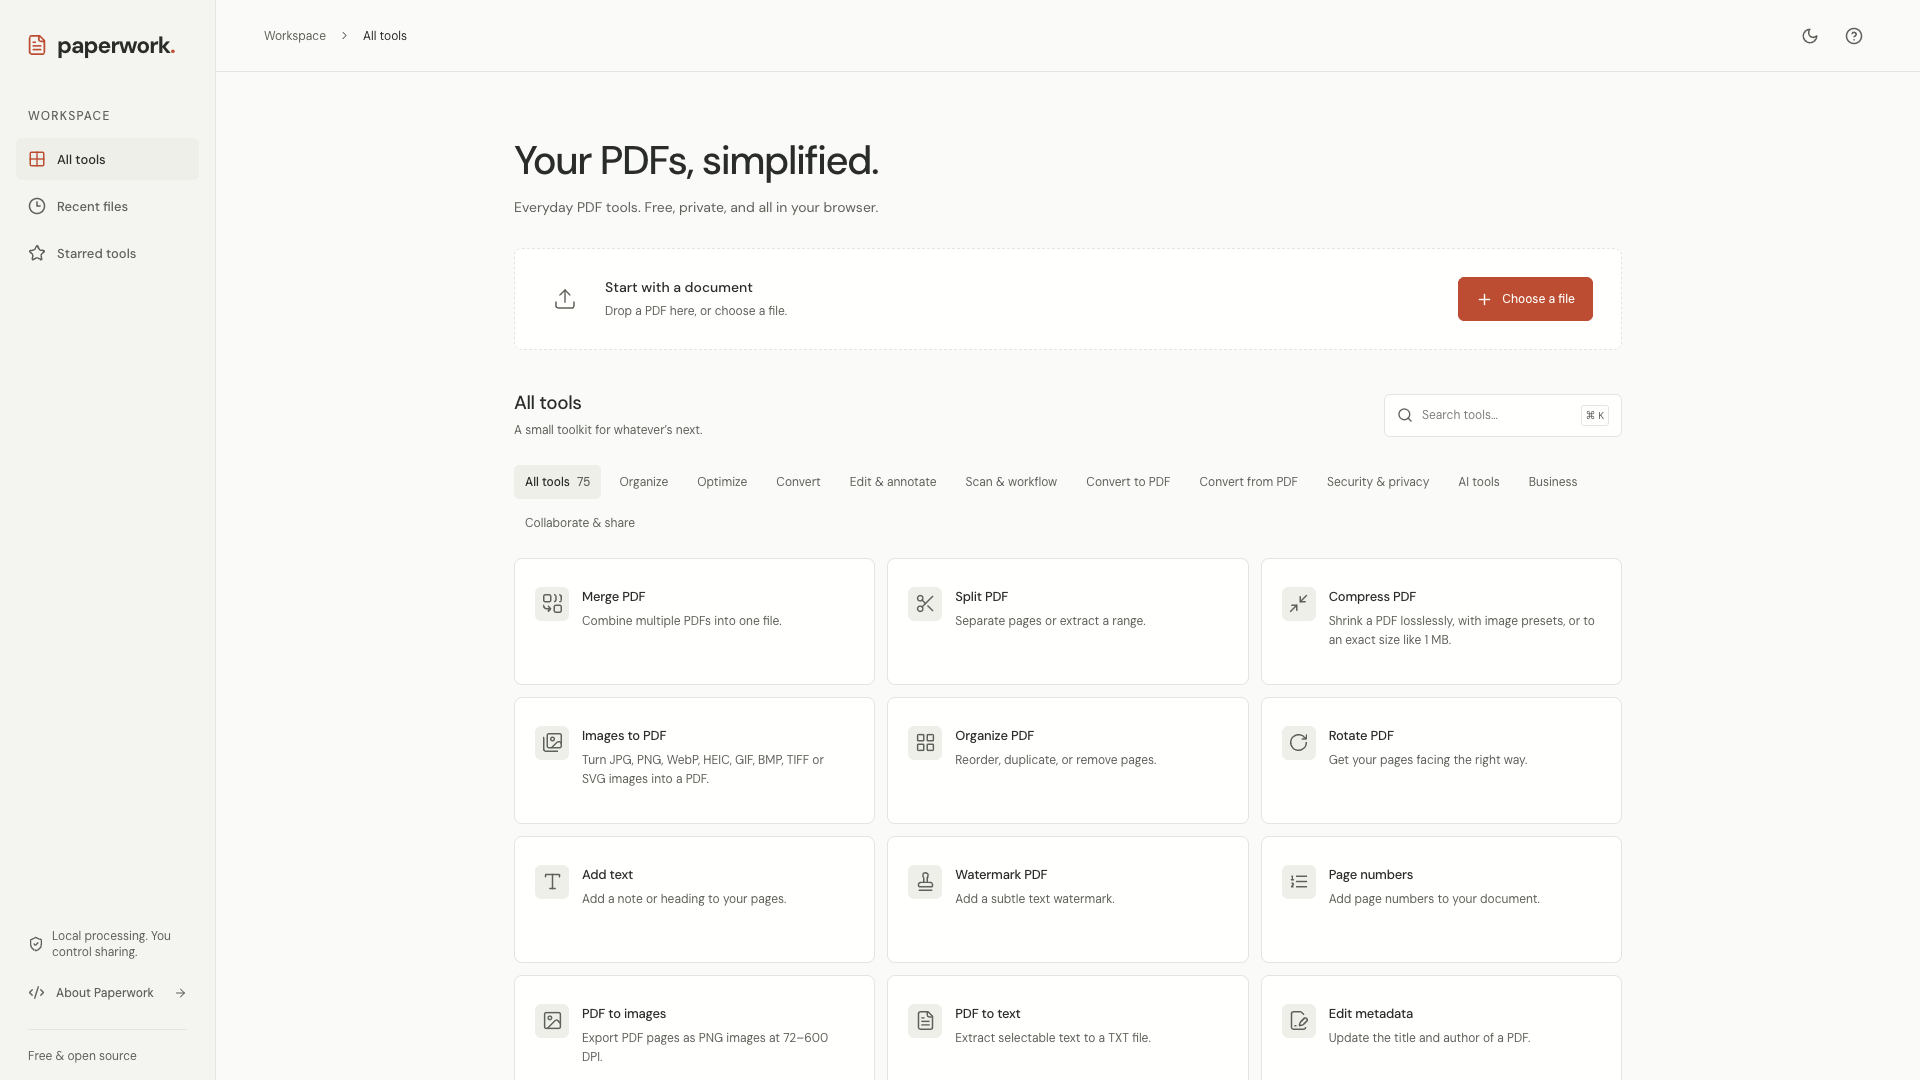 paperwork.
WORKSPACE
All tools
Recent files
Starred tools
Local processing. You
control sharing.
About Paperwork
Free & open source
Workspace
All tools
Your PDFs, simplified.
Everyday PDF tools. Free, private, and all in your browser.
Start with a document
Drop a PDF here, or choose a file.
Choose a file
All tools
A small toolkit for whatever’s next.
Search tools...
⌘ K
All tools 75
Organize
Optimize
Convert
Edit & annotate
Scan & workflow
Convert to PDF
Convert from PDF
Security & privacy
AI tools
Business
Collaborate & share
Merge PDF
Combine multiple PDFs into one file.
Split PDF
Separate pages or extract a range.
Compress PDF
Shrink a PDF losslessly, with image presets, or to
an exact size like 1 MB.
Images to PDF
Turn JPG, PNG, WebP, HEIC, GIF, BMP, TIFF or
SVG images into a PDF.
Organize PDF
Reorder, duplicate, or remove pages.
Rotate PDF
Get your pages facing the right way.
Add text
Add a note or heading to your pages.
Watermark PDF
Add a subtle text watermark.
Page numbers
Add page numbers to your document.
PDF to images
Export PDF pages as PNG images at 72–600
DPI.
PDF to text
Extract selectable text to a TXT file.
Edit metadata
Update the title and author of a PDF.